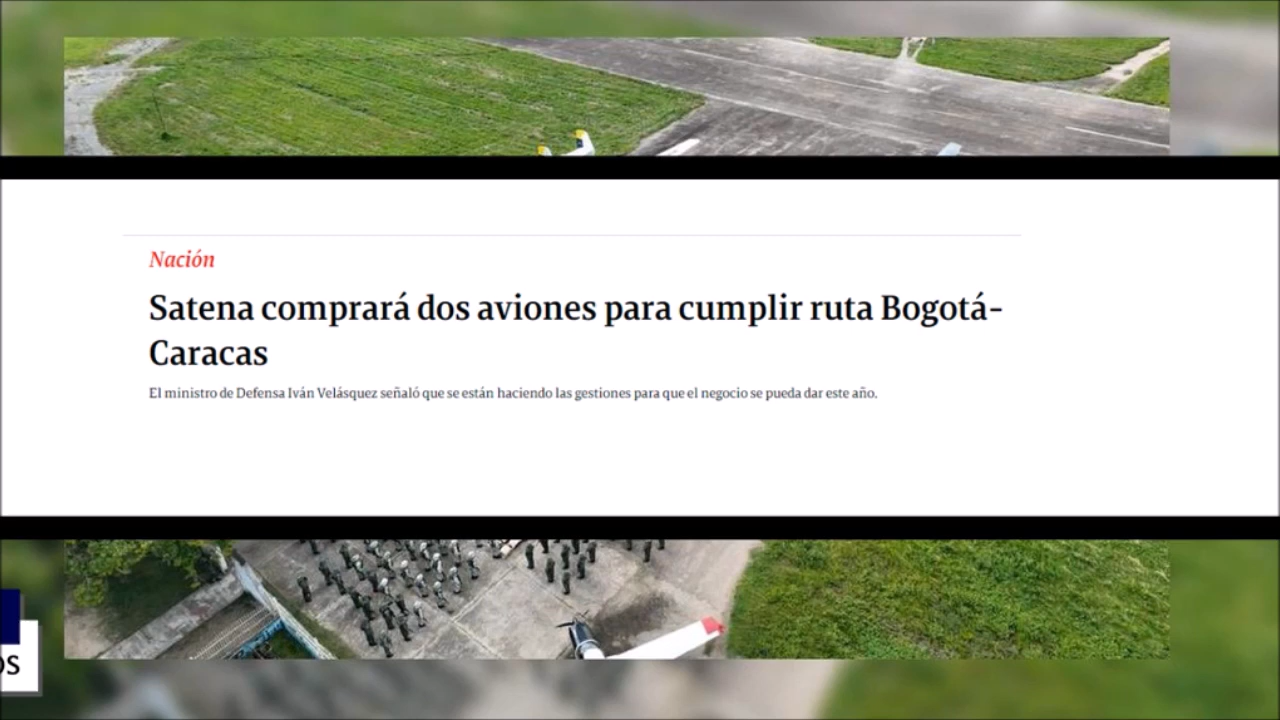 Nación
Satena comprará dos aviones para cumplir ruta Bogotá-
Caracas
El ministro de Defensa Iván Velásquez señaló que se están haciendo las gestiones para que el negocio se pueda dar este año.
OS